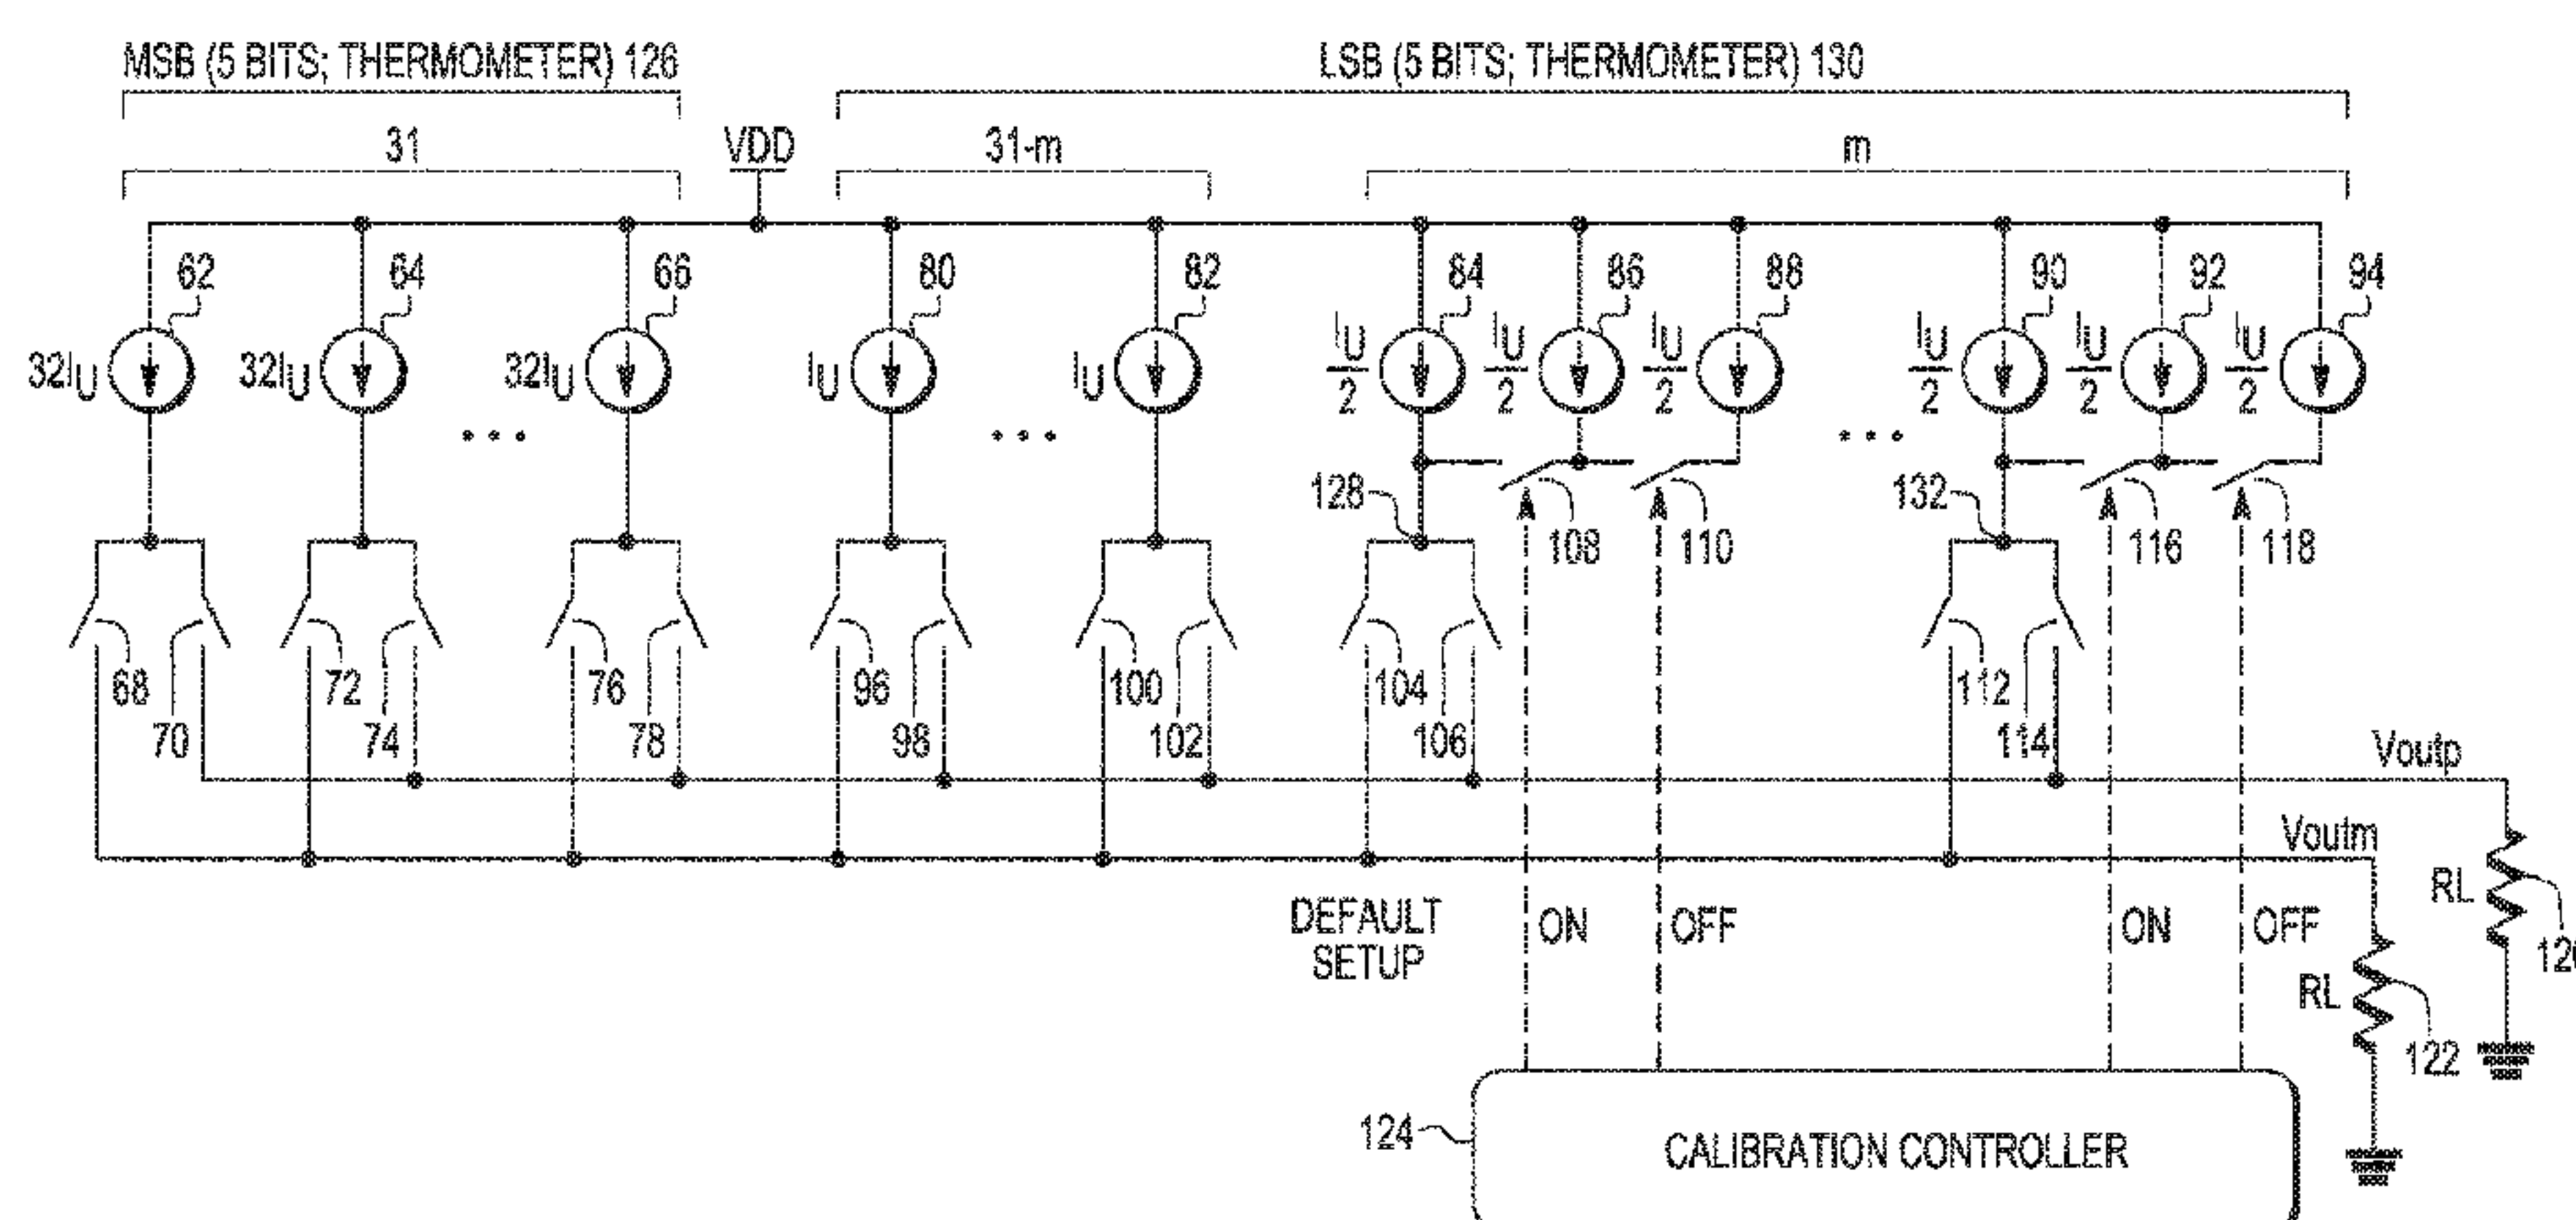 MSB (5 BITS; THERMOMETER) 126 LSB (5 BITS; THERMOMETER) 130
31 VDD 31-m m
62 64 66 80 82 84 86 88 90 92 94
32IU 32IU 32IU IU IU IU/2 IU/2 IU/2 IU/2 IU/2 IU/2
••• ••• •••
128 108 110 132 116 118
68 72 76 96 100 104 112
70 74 78 98 102 106 114
Voutp
Voutm
RL
DEFAULT SETUP ON OFF ON OFF
RL
122
124 CALIBRATION CONTROLLER